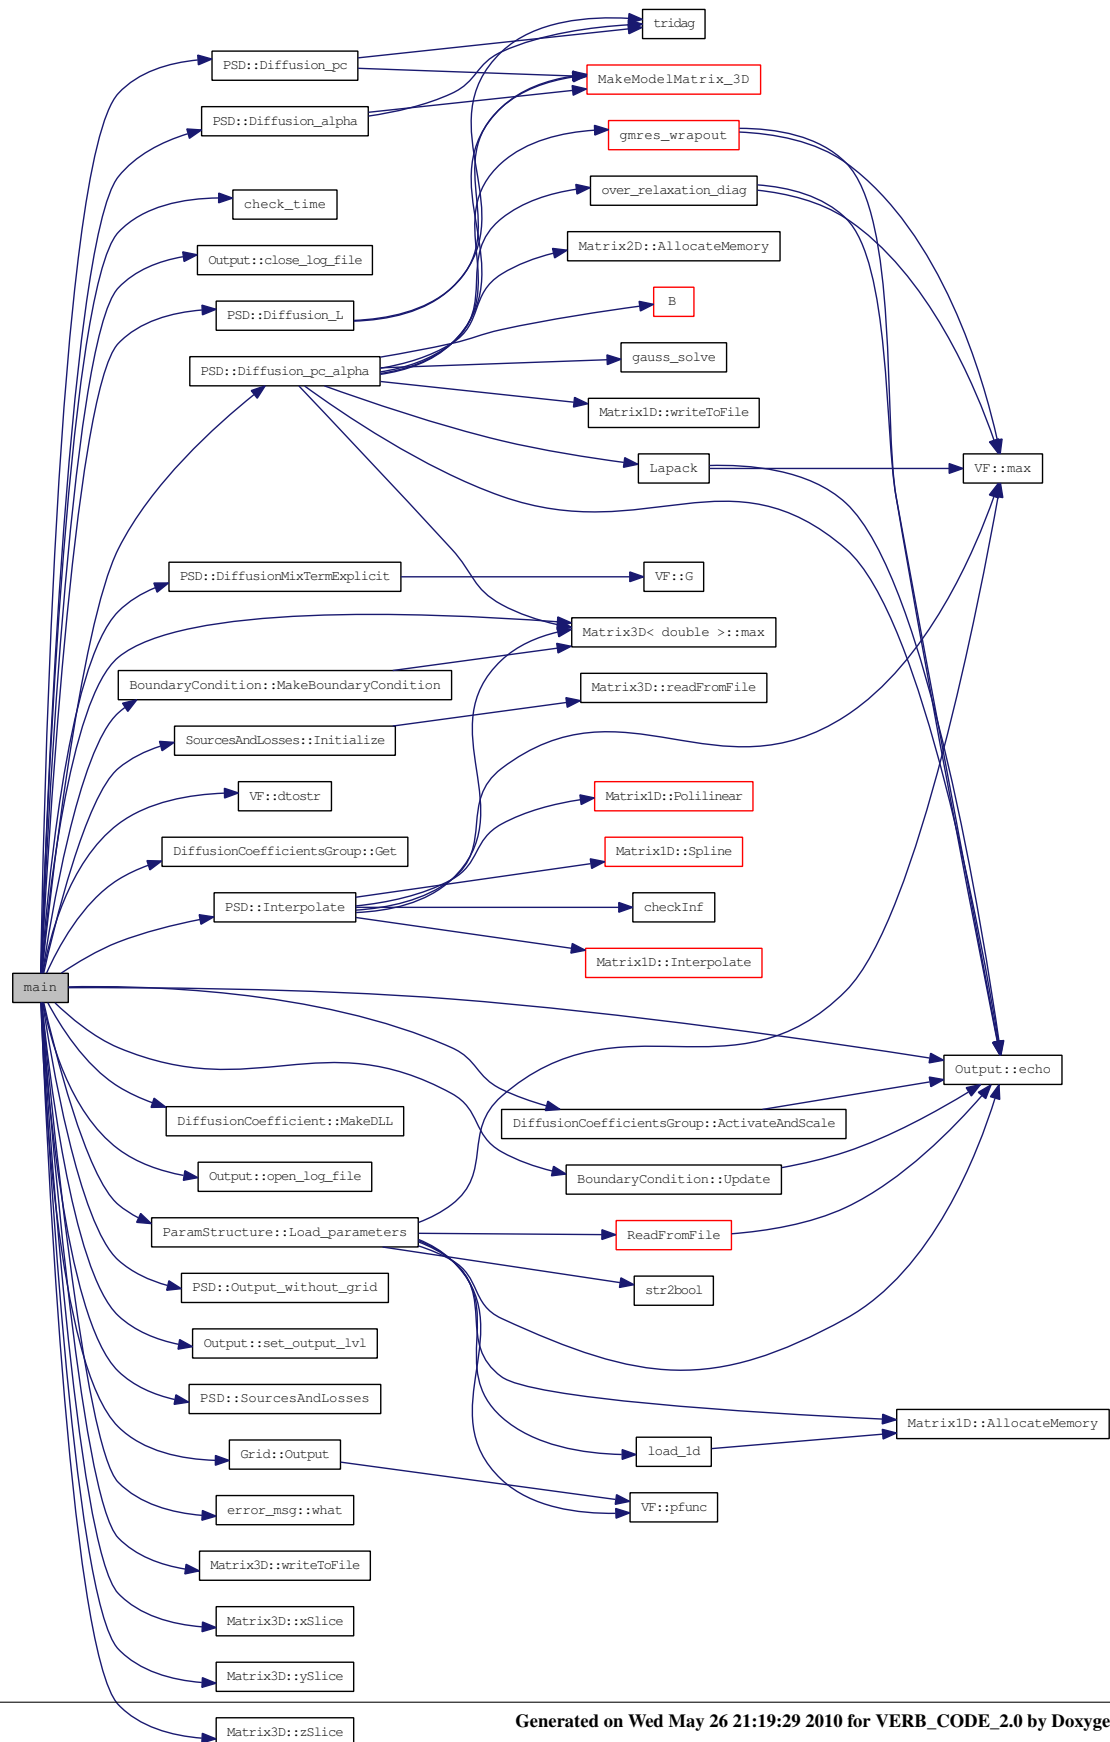 tridag
PSD::Diffusion_pc
MakeModelMatrix_3D
PSD::Diffusion_alpha
gmres_wrapout
over_relaxation_diag
check_time
Matrix2D::AllocateMemory
Output::close_log_file
B
PSD::Diffusion_L
gauss_solve
PSD::Diffusion_pc_alpha
Matrix1D::writeToFile
Lapack
VF::max
PSD::DiffusionMixTermExplicit
VF::G
Matrix3D< double >::max
BoundaryCondition::MakeBoundaryCondition
Matrix3D::readFromFile
SourcesAndLosses::Initialize
VF::dtostr
Matrix1D::Polilinear
DiffusionCoefficientsGroup::Get
Matrix1D::Spline
PSD::Interpolate
checkInf
Matrix1D::Interpolate
main
Output::echo
DiffusionCoefficient::MakeDLL
DiffusionCoefficientsGroup::ActivateAndScale
Output::open_log_file
BoundaryCondition::Update
ParamStructure::Load_parameters
ReadFromFile
PSD::Output_without_grid
str2bool
Output::set_output_lvl
PSD::SourcesAndLosses
Matrix1D::AllocateMemory
Grid::Output
load_1d
error_msg::what
VF::pfunc
Matrix3D::writeToFile
Matrix3D::xSlice
Matrix3D::ySlice
Matrix3D::zSlice
Generated on Wed May 26 21:19:29 2010 for VERB_CODE_2.0 by Doxyge